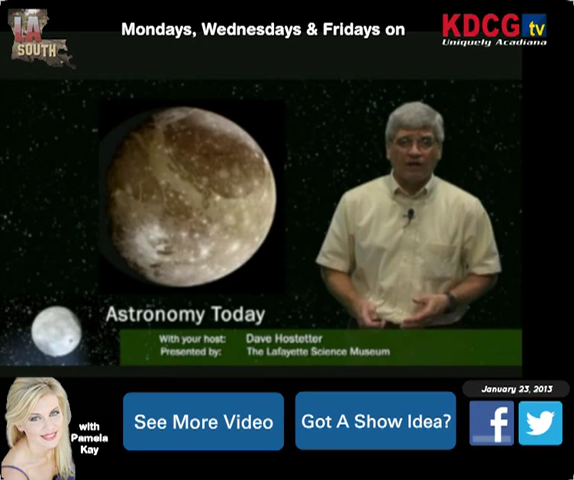 LA
SOUTH
Mondays, Wednesdays & Fridays on
KDCG tv
Uniquely Acadiana
Astronomy Today
With your host: Dave Hostetter
Presented by: The Lafayette Science Museum
January 23, 2013
with
Pamela
Kay
See More Video
Got A Show Idea?
f